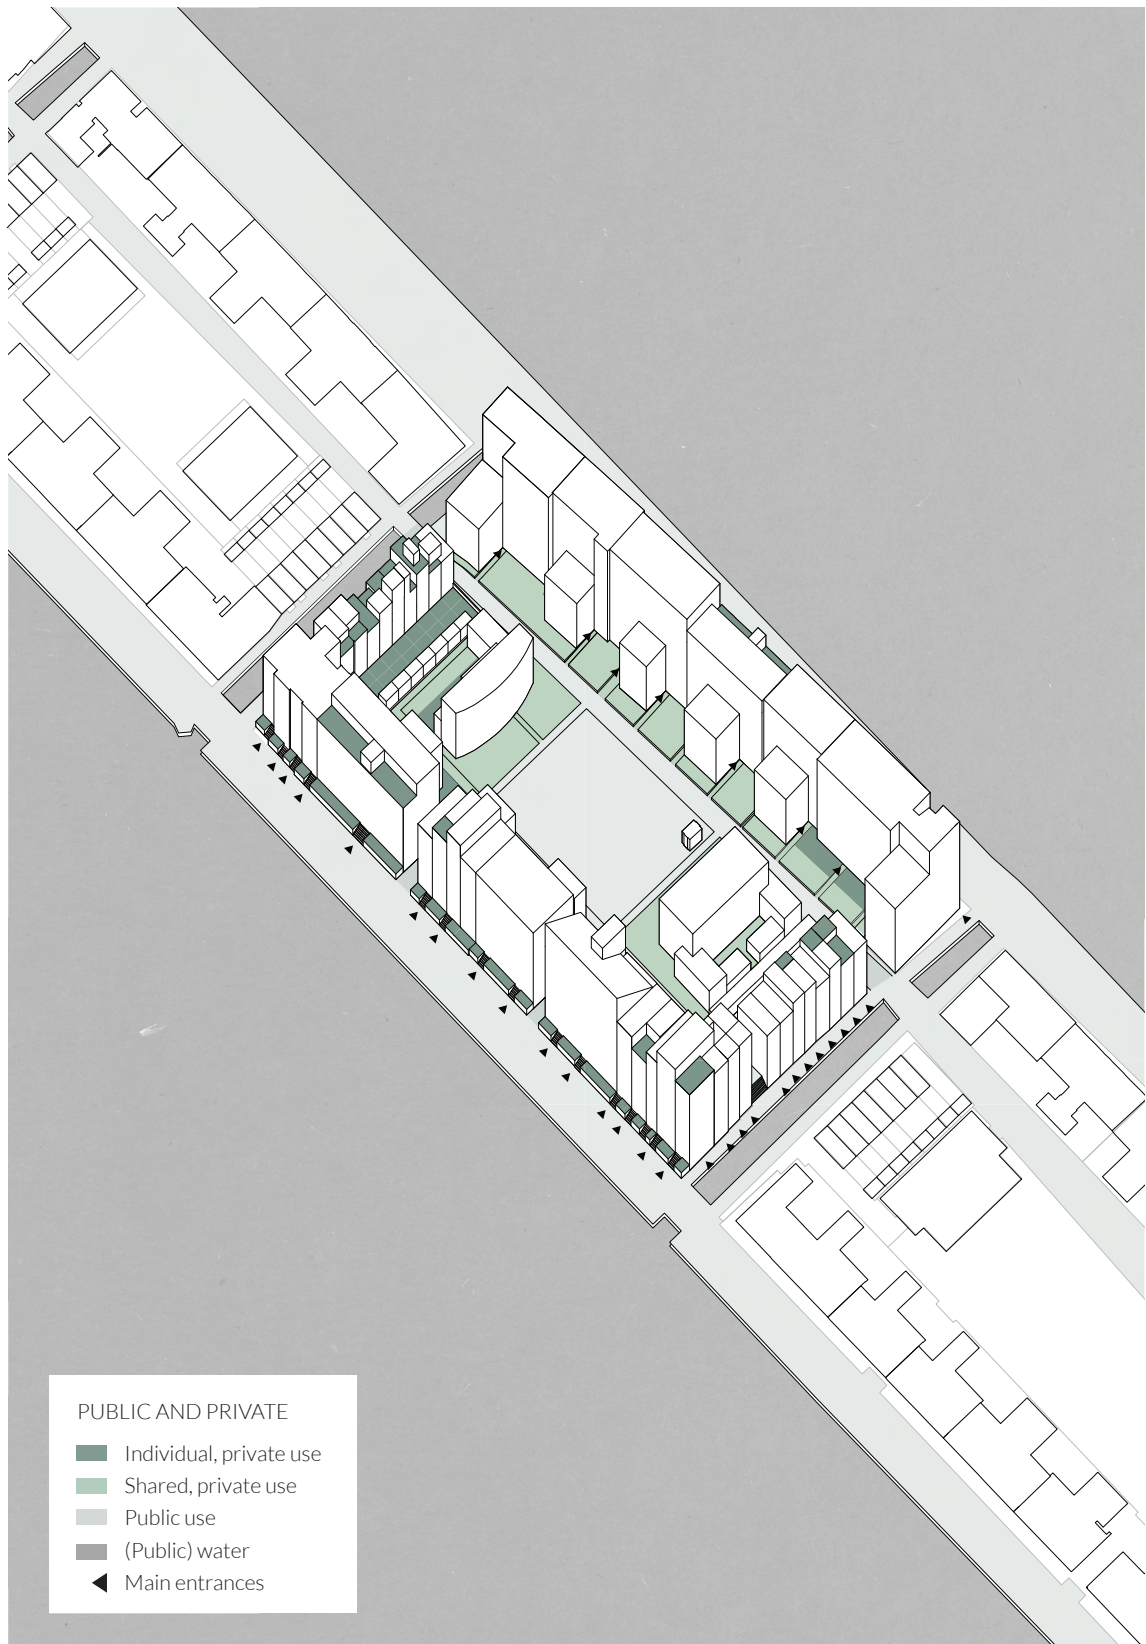 PUBLIC AND PRIVATE
Individual, private use
Shared, private use
Public use
(Public) water
Main entrances